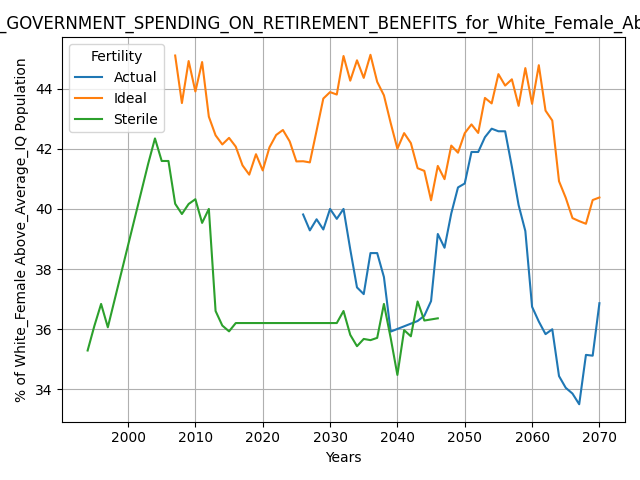 _GOVERNMENT_SPENDING_ON_RETIREMENT_BENEFITS_for_White_Female_Ab
Fertility
Actual
Ideal
Sterile
% of White_Female Above_Average_IQ Population
44
42
40
38
36
34
2000
2010
2020
2030
2040
2050
2060
2070
Years